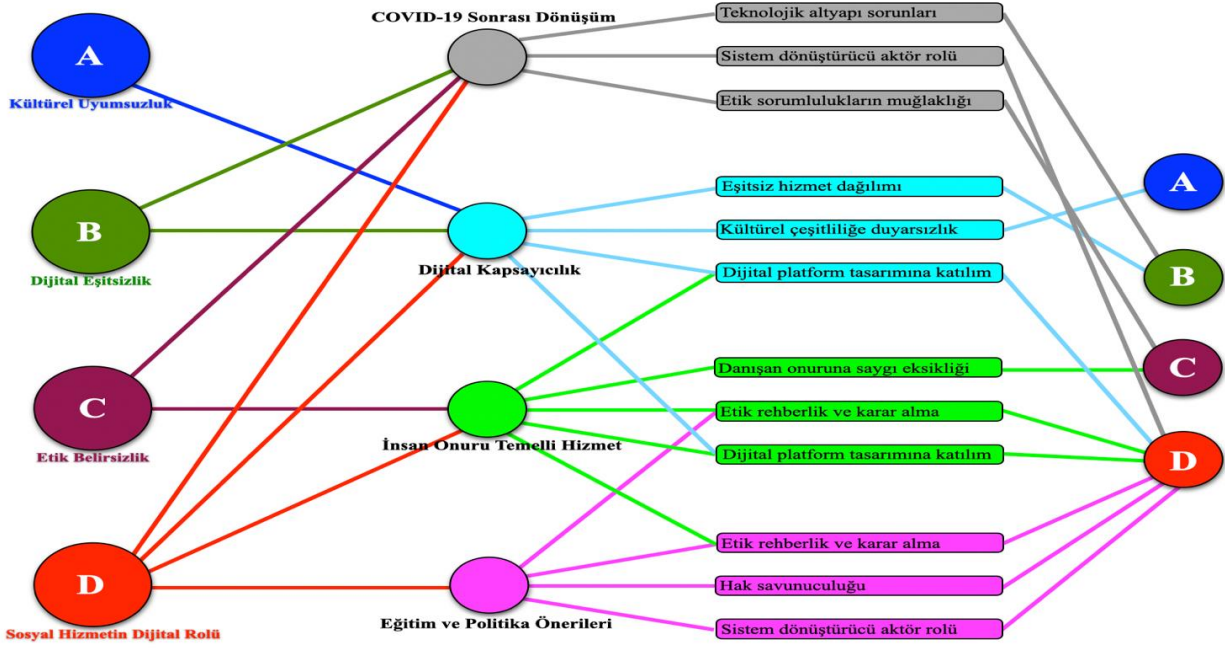 COVID-19 Sonrası Dönüşüm
Teknolojik altyapı sorunları
Sistem dönüştürücü aktör rolü
Etik sorumlulukların muğlaklığı
A
Kültürel Uyumsuzluk
Eşitsiz hizmet dağılımı
Kültürel çeşitliliğe duyarsızlık
Dijital platform tasarımına katılım
A
B
Dijital Eşitsizlik
Dijital Kapsayıcılık
B
Danışan onuruna saygı eksikliği
Etik rehberlik ve karar alma
Dijital platform tasarımına katılım
C
C
Etik Belirsizlik
İnsan Onuru Temelli Hizmet
D
Etik rehberlik ve karar alma
Hak savunuculuğu
Sistem dönüştürücü aktör rolü
D
Sosyal Hizmetin Dijital Rolü
Eğitim ve Politika Önerileri